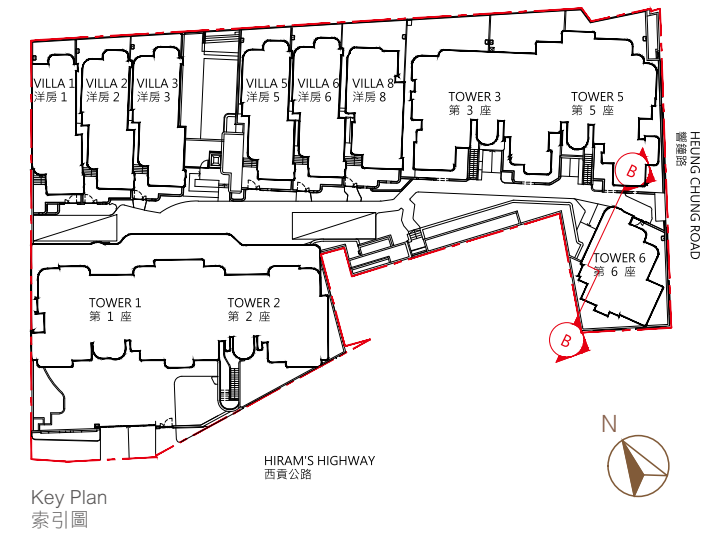 VILLA 1
洋房 1
VILLA 2
洋房 2
VILLA 3
洋房 3
VILLA 5
洋房 5
VILLA 6
洋房 6
VILLA 8
洋房 8
TOWER 3
第 3 座
TOWER 5
第 5 座
HEUNG CHUNG ROAD
響鐘路
B
TOWER 6
第 6 座
TOWER 1
第 1 座
TOWER 2
第 2 座
B
N
HIRAM'S HIGHWAY
西貢公路
Key Plan
索引圖